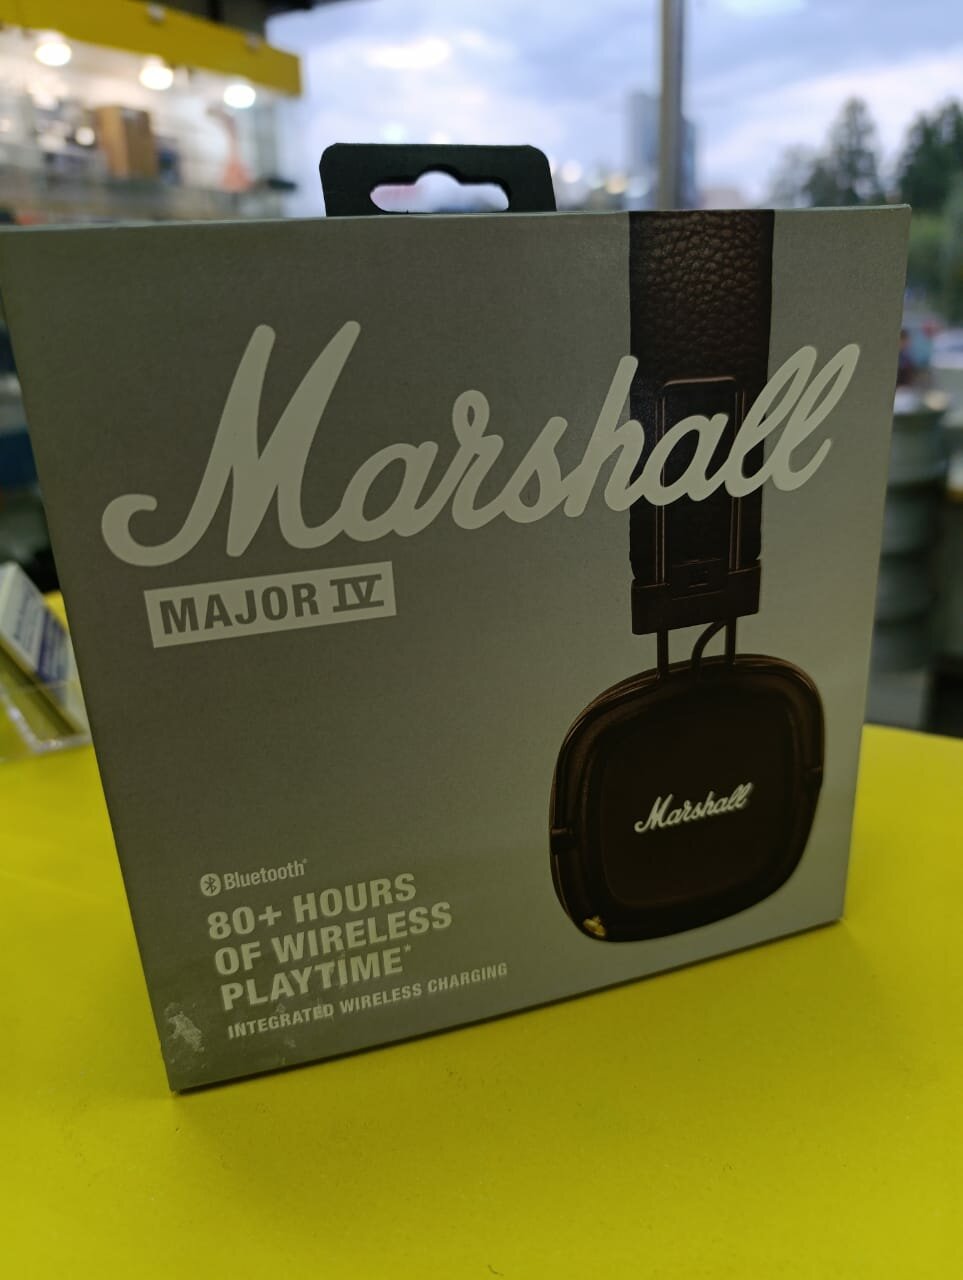 Marshall
MAJOR IV
Marshall
Bluetooth®
80+ HOURS
OF WIRELESS
PLAYTIME*
INTEGRATED WIRELESS CHARGING